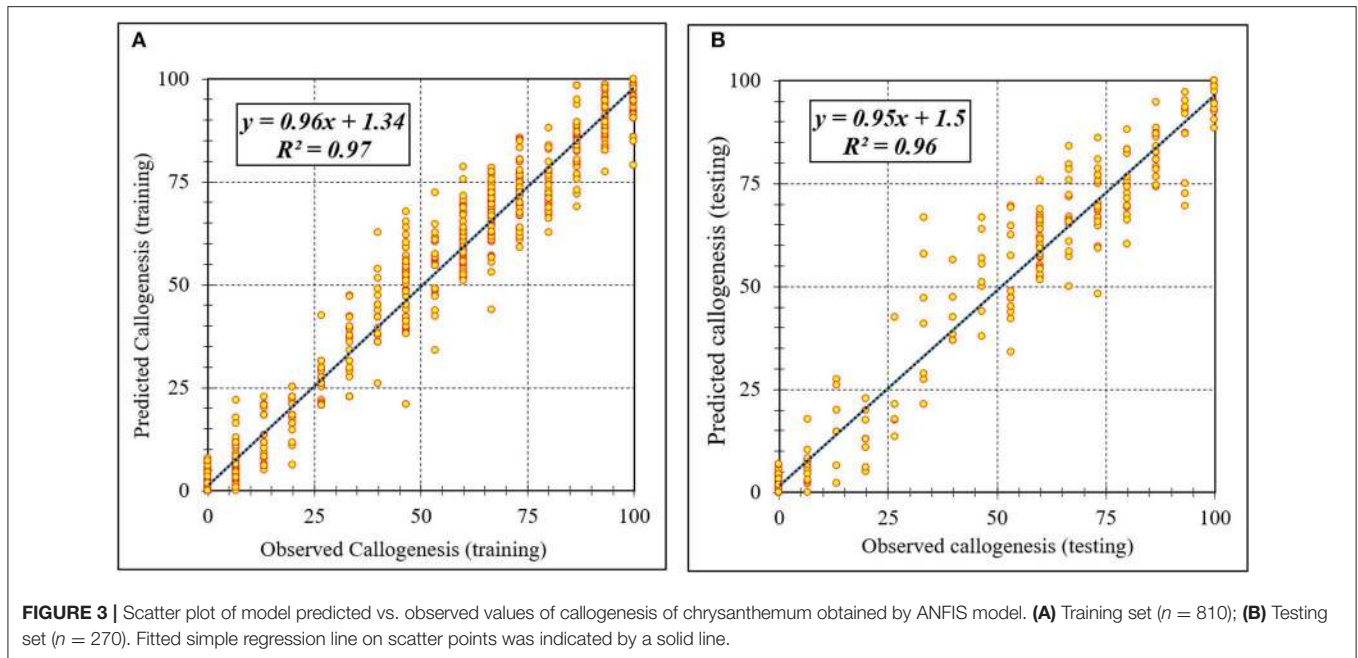 A
y = 0.96x + 1.34
R² = 0.97
100
75
50
25
0
0 25 50 75 100
Predicted Callogenesis (training)
Observed Callogenesis (training)
B
y = 0.95x + 1.5
R² = 0.96
100
75
50
25
0
0 25 50 75 100
Predicted callogenesis (testing)
Observed callogenesis (testing)
FIGURE 3 | Scatter plot of model predicted vs. observed values of callogenesis of chrysanthemum obtained by ANFIS model. (A) Training set (n = 810); (B) Testing
set (n = 270). Fitted simple regression line on scatter points was indicated by a solid line.